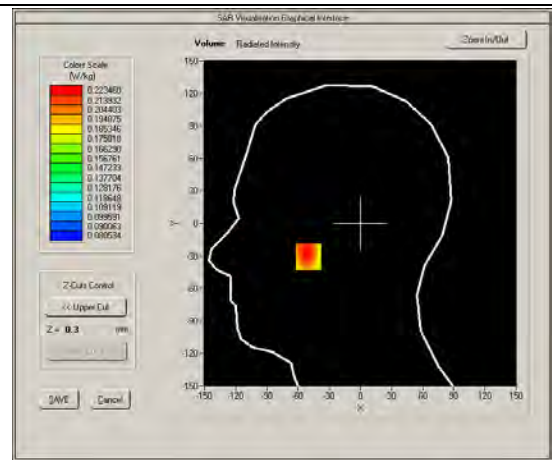 SAR Visualisation Graphical Interface
Volume Radiated Intensity
Zoom In/Out
Colors Scale
(W/kg)
0.223460
0.213932
0.204403
0.194875
0.185346
0.175818
0.166290
0.156761
0.147233
0.137704
0.128176
0.118648
0.109119
0.099591
0.090063
0.080534
150
120
90
60
30
0
-30
-60
-90
-120
-150
Y
-150 -120 -90 -60 -30 0 30 60 90 120 150
X
Z-Cuts Control
<< Upper Cut
Z = 0.3 mm
SAVE Cancel